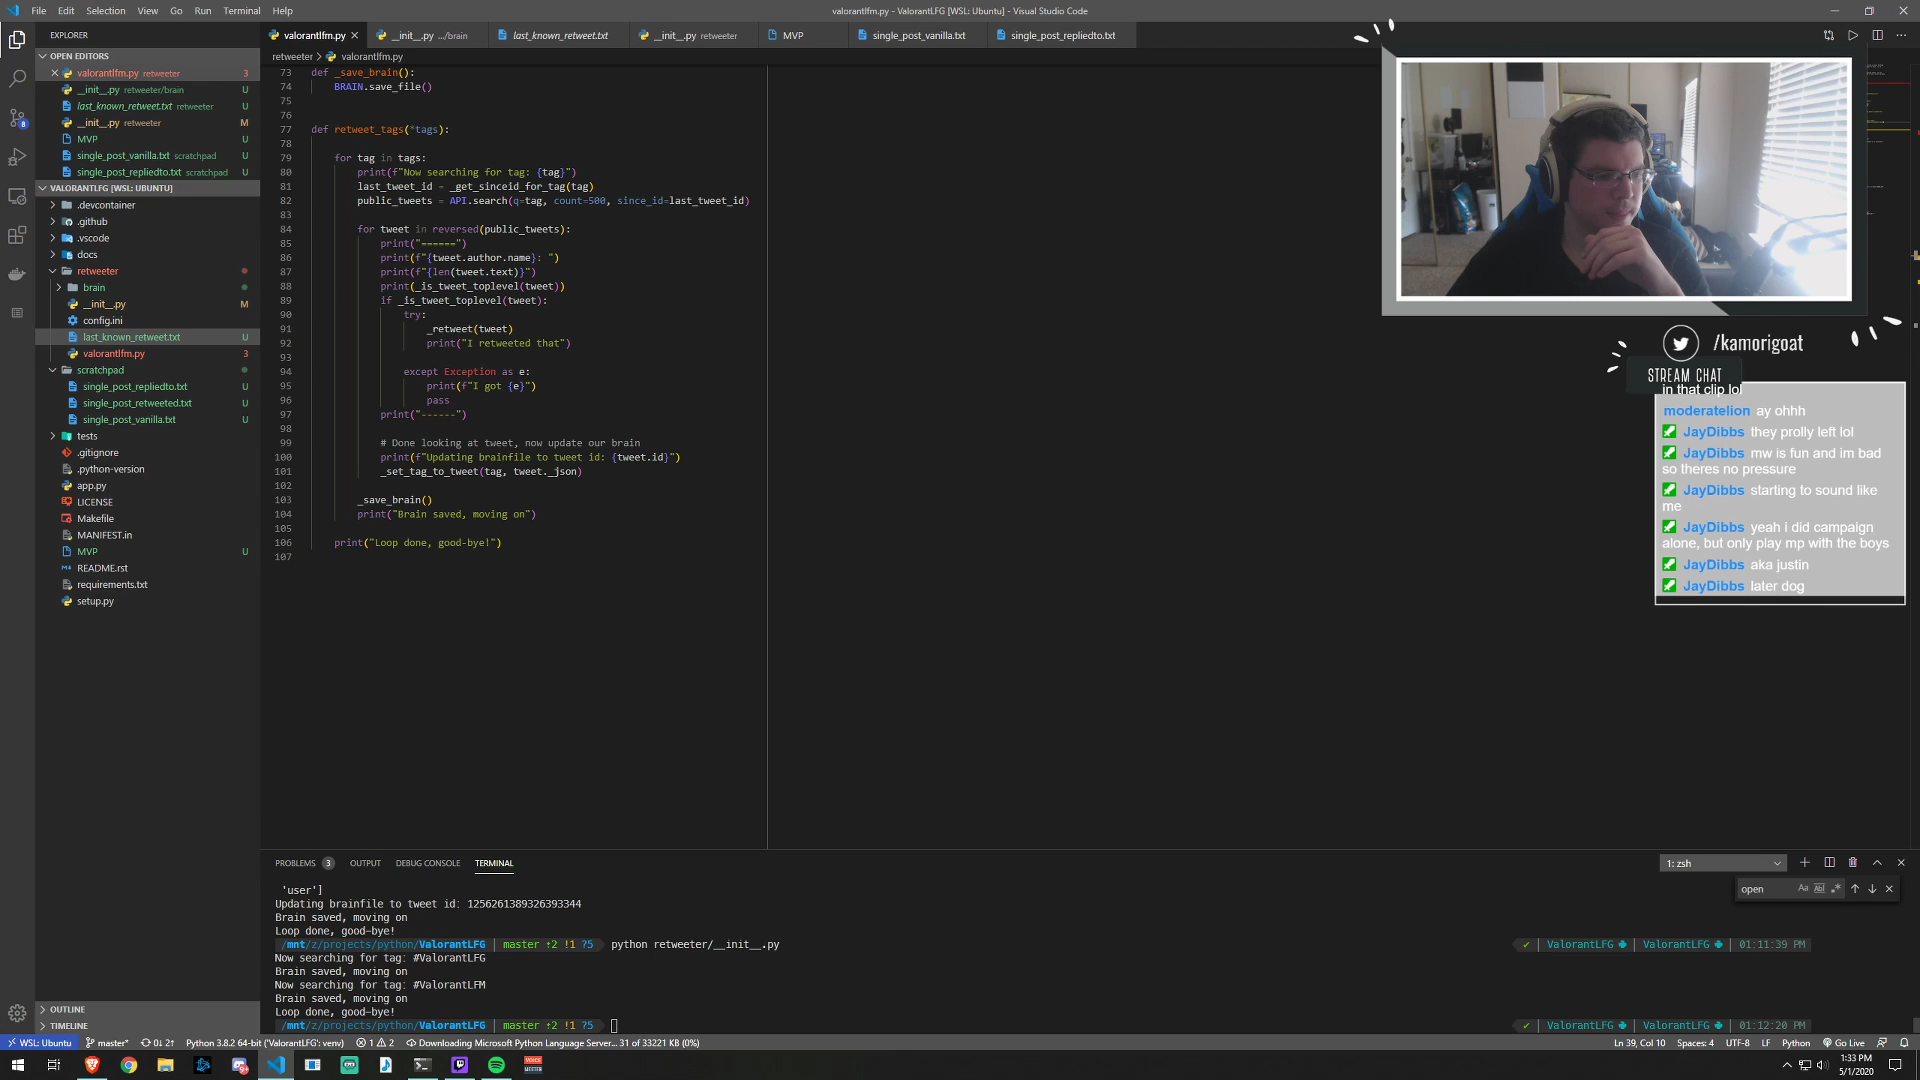 File Edit Selection View Go Run Terminal Help
valorantlfm.py - ValorantLFG [WSL: Ubuntu] - Visual Studio Code
EXPLORER
valorantlfm.py
__init__.py .../brain
last_known_retweet.txt
__init__.py retweeter
MVP
single_post_vanilla.txt
single_post_repliedto.txt
OPEN EDITORS
valorantlfm.py retweeter 3
__init__.py retweeter/brain U
last_known_retweet.txt retweeter U
__init__.py retweeter M
MVP U
single_post_vanilla.txt scratchpad U
single_post_repliedto.txt scratchpad U
VALORANTLFG [WSL: UBUNTU]
.devcontainer
.github
.vscode
docs
retweeter
brain
__init__.py M
config.ini
last_known_retweet.txt U
valorantlfm.py 3
scratchpad
single_post_repliedto.txt U
single_post_retweeted.txt U
single_post_vanilla.txt U
tests
.gitignore
.python-version
app.py
LICENSE
Makefile
MANIFEST.in
MVP U
README.rst
requirements.txt
setup.py
OUTLINE
TIMELINE
8
retweeter > valorantlfm.py
73 def _save_brain():
74 BRAIN.save_file()
75
76
77 def retweet_tags(*tags):
78
79 for tag in tags:
80 print(f"Now searching for tag: {tag}")
81 last_tweet_id = _get_sinceid_for_tag(tag)
82 public_tweets = API.search(q=tag, count=500, since_id=last_tweet_id)
83
84 for tweet in reversed(public_tweets):
85 print("======")
86 print(f"{tweet.author.name}: ")
87 print(f"{len(tweet.text)}")
88 print(_is_tweet_toplevel(tweet))
89 if _is_tweet_toplevel(tweet):
90 try:
91 _retweet(tweet)
92 print("I retweeted that")
93
94 except Exception as e:
95 print(f"I got {e}")
96 pass
97 print("------")
98
99 # Done looking at tweet, now update our brain
100 print(f"Updating brainfile to tweet id: {tweet.id}")
101 _set_tag_to_tweet(tag, tweet._json)
102
103 _save_brain()
104 print("Brain saved, moving on")
105
106 print("Loop done, good-bye!")
107
/kamorigoat
STREAM CHAT
in that clip lol
moderatelion ay ohhh
JayDibbs they prolly left lol
JayDibbs mw is fun and im bad
so theres no pressure
JayDibbs starting to sound like
me
JayDibbs yeah i did campaign
alone, but only play mp with the boys
JayDibbs aka justin
JayDibbs later dog
PROBLEMS 3 OUTPUT DEBUG CONSOLE TERMINAL
1: zsh
open
'user']
Updating brainfile to tweet id: 1256261389326393344
Brain saved, moving on
Loop done, good-bye!
/mnt/z/projects/python/ValorantLFG | master ⇡2 !1 ?5 python retweeter/__init__.py ✔ | ValorantLFG | ValorantLFG | 01:11:39 PM
Now searching for tag: #ValorantLFG
Brain saved, moving on
Now searching for tag: #ValorantLFM
Brain saved, moving on
Loop done, good-bye!
/mnt/z/projects/python/ValorantLFG | master ⇡2 !1 ?5 ✔ | ValorantLFG | ValorantLFG | 01:12:20 PM
WSL: Ubuntu master* 0↓ 2↑ Python 3.8.2 64-bit ('ValorantLFG': venv) 1 2 Downloading Microsoft Python Language Server... 31 of 33221 KB (0%) Ln 39, Col 10 Spaces: 4 UTF-8 LF Python Go Live
1:33 PM
5/1/2020